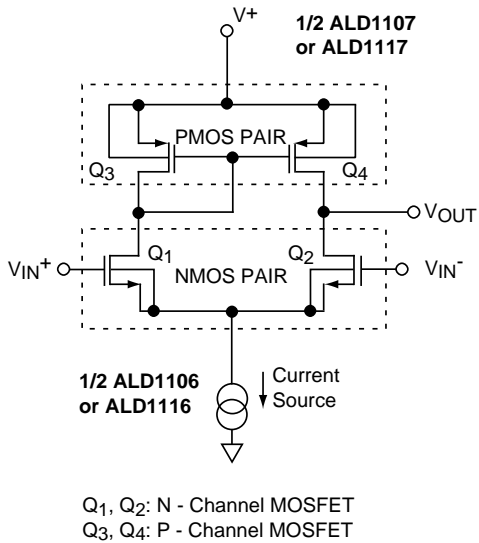 V+
1/2 ALD1107
or ALD1117
PMOS PAIR
Q3
Q4
VOUT
Q1
Q2
VIN+
NMOS PAIR
VIN-
1/2 ALD1106
or ALD1116
Current
Source
Q1, Q2: N - Channel MOSFET
Q3, Q4: P - Channel MOSFET